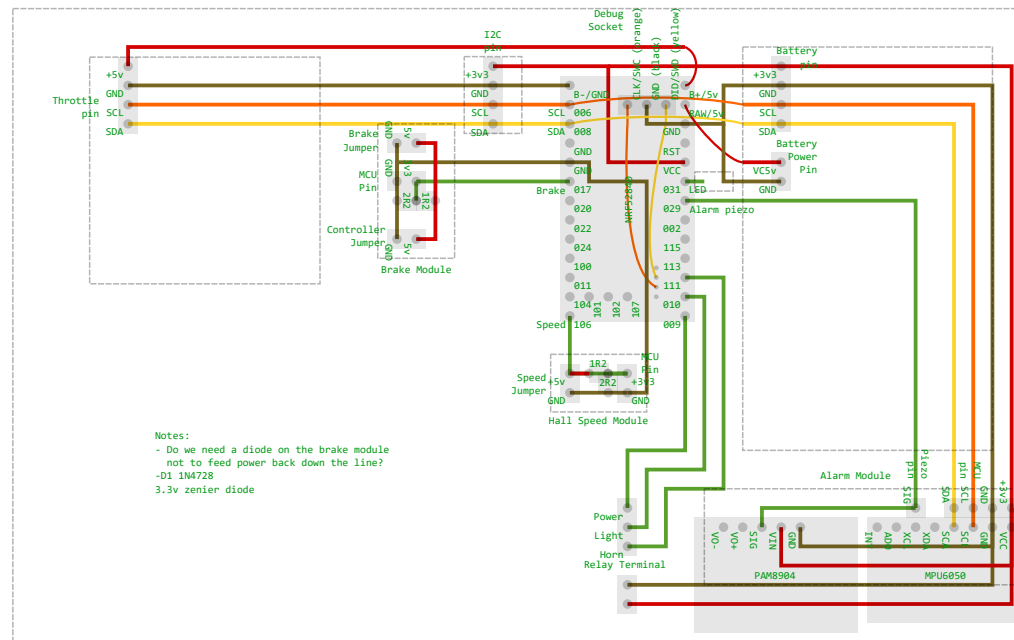 Debug
Socket
CLK/SWC (orange)
GND (black)
DID/SWD (yellow)
I2C
pin
Battery
pin
+5v
GND
SCL
SDA
Throttle
pin
+3v3
GND
SCL
SDA
B-/GND
006
008
GND
GND
017
020
022
024
100
011
104
106
SCL
SDA
Brake
Speed
B+/5v
RAW/5v
GND
RST
VCC
031
029
002
115
113
111
010
009
101
102
107
NRF52840
LED
Alarm piezo
+3v3
GND
SCL
SDA
Battery
Power
Pin
VC5v
GND
Brake
Jumper
GND
5v
MCU
Pin
GND
3v3
2R2
1R2
Controller
Jumper
GND
5v
Brake Module
MCU
Pin
1R2
2R2
Speed
Jumper
+5v
GND
+3v3
GND
Hall Speed Module
Notes:
- Do we need a diode on the brake module
not to feed power back down the line?
-D1 1N4728
3.3v zenier diode
Power
Light
Horn
Relay Terminal
Alarm Module
Piezo
pin
SIG
MCU
pin
SDA
SCL
GND
+3v3
VO-
VO+
SIG
VIN
GND
PAM8904
INT
AD0
XCL
XDA
SCA
SCL
GND
VCC
MPU6050